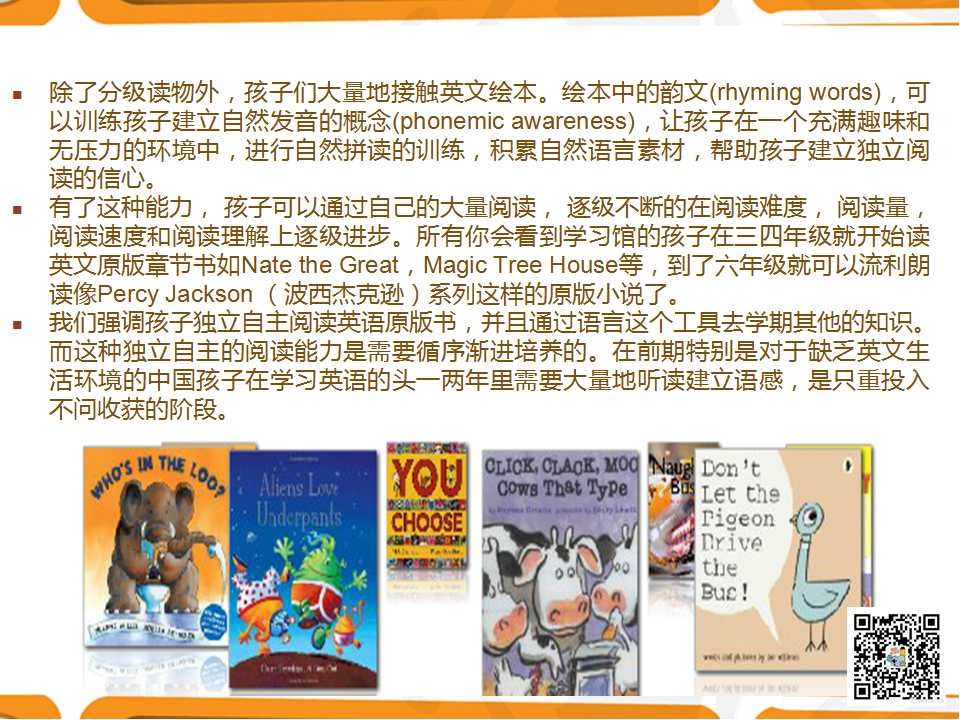 除了分级读物外，孩子们大量地接触英文绘本。绘本中的韵文(rhyming words)，可
以训练孩子建立自然发音的概念(phonemic awareness)，让孩子在一个充满趣味和
无压力的环境中，进行自然拼读的训练，积累自然语言素材，帮助孩子建立独立阅
读的信心。
有了这种能力， 孩子可以通过自己的大量阅读， 逐级不断的在阅读难度， 阅读量，
阅读速度和阅读理解上逐级进步。所有你会看到学习馆的孩子在三四年级就开始读
英文原版章节书如Nate the Great，Magic Tree House等，到了六年级就可以流利朗
读像Percy Jackson （波西杰克逊）系列这样的原版小说了。
我们强调孩子独立自主阅读英语原版书，并且通过语言这个工具去学期其他的知识。
而这种独立自主的阅读能力是需要循序渐进培养的。在前期特别是对于缺乏英文生
活环境的中国孩子在学习英语的头一两年里需要大量地听读建立语感，是只重投入
不问收获的阶段。
WHO'S IN THE LOO?
Aliens Love
Underpants
YOU
CHOOSE
CLICK, CLACK, MOO
COWS THAT TYPE
Naugh
Bus
Don't
Let the
Pigeon
Drive
the
Bus!
words and pictures by